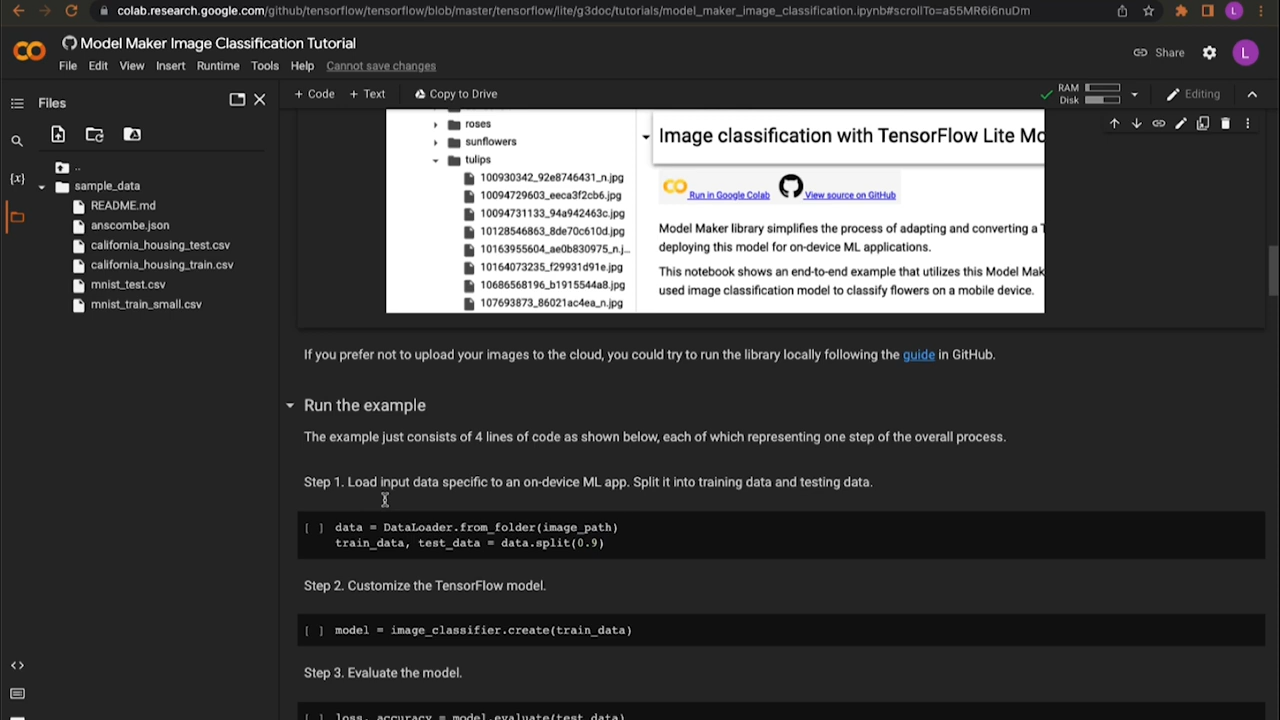 colab.research.google.com/github/tensorflow/tensorflow/blob/master/tensorflow/lite/g3doc/tutorials/model_maker_image_classification.ipynb#scrollTo=a55MR6i6nuDm
L
CO
Model Maker Image Classification Tutorial
File Edit View Insert Runtime Tools Help Cannot save changes
Share
L
Files
+ Code + Text Copy to Drive
RAM
Disk
Editing
..
sample_data
README.md
anscombe.json
california_housing_test.csv
california_housing_train.csv
mnist_test.csv
mnist_train_small.csv
{x}
<>
roses
sunflowers
tulips
100930342_92e8746431_n.jpg
10094729603_eeca3f2cb6.jpg
10094731133_94a942463c.jpg
10128546863_8de70c610d.jpg
10163955604_ae0b830975_n.j...
10164073235_f29931d91e.jpg
10686568196_b1915544a8.jpg
107693873_86021ac4ea_n.jpg
Image classification with TensorFlow Lite Mo
CO Run in Google Colab View source on GitHub
Model Maker library simplifies the process of adapting and converting a T
deploying this model for on-device ML applications.
This notebook shows an end-to-end example that utilizes this Model Mak
used image classification model to classify flowers on a mobile device.
If you prefer not to upload your images to the cloud, you could try to run the library locally following the guide in GitHub.
Run the example
The example just consists of 4 lines of code as shown below, each of which representing one step of the overall process.
Step 1. Load input data specific to an on-device ML app. Split it into training data and testing data.
[ ] data = DataLoader.from_folder(image_path)
train_data, test_data = data.split(0.9)
Step 2. Customize the TensorFlow model.
[ ] model = image_classifier.create(train_data)
Step 3. Evaluate the model.
[ ] loss, accuracy = model.evaluate(test_data)